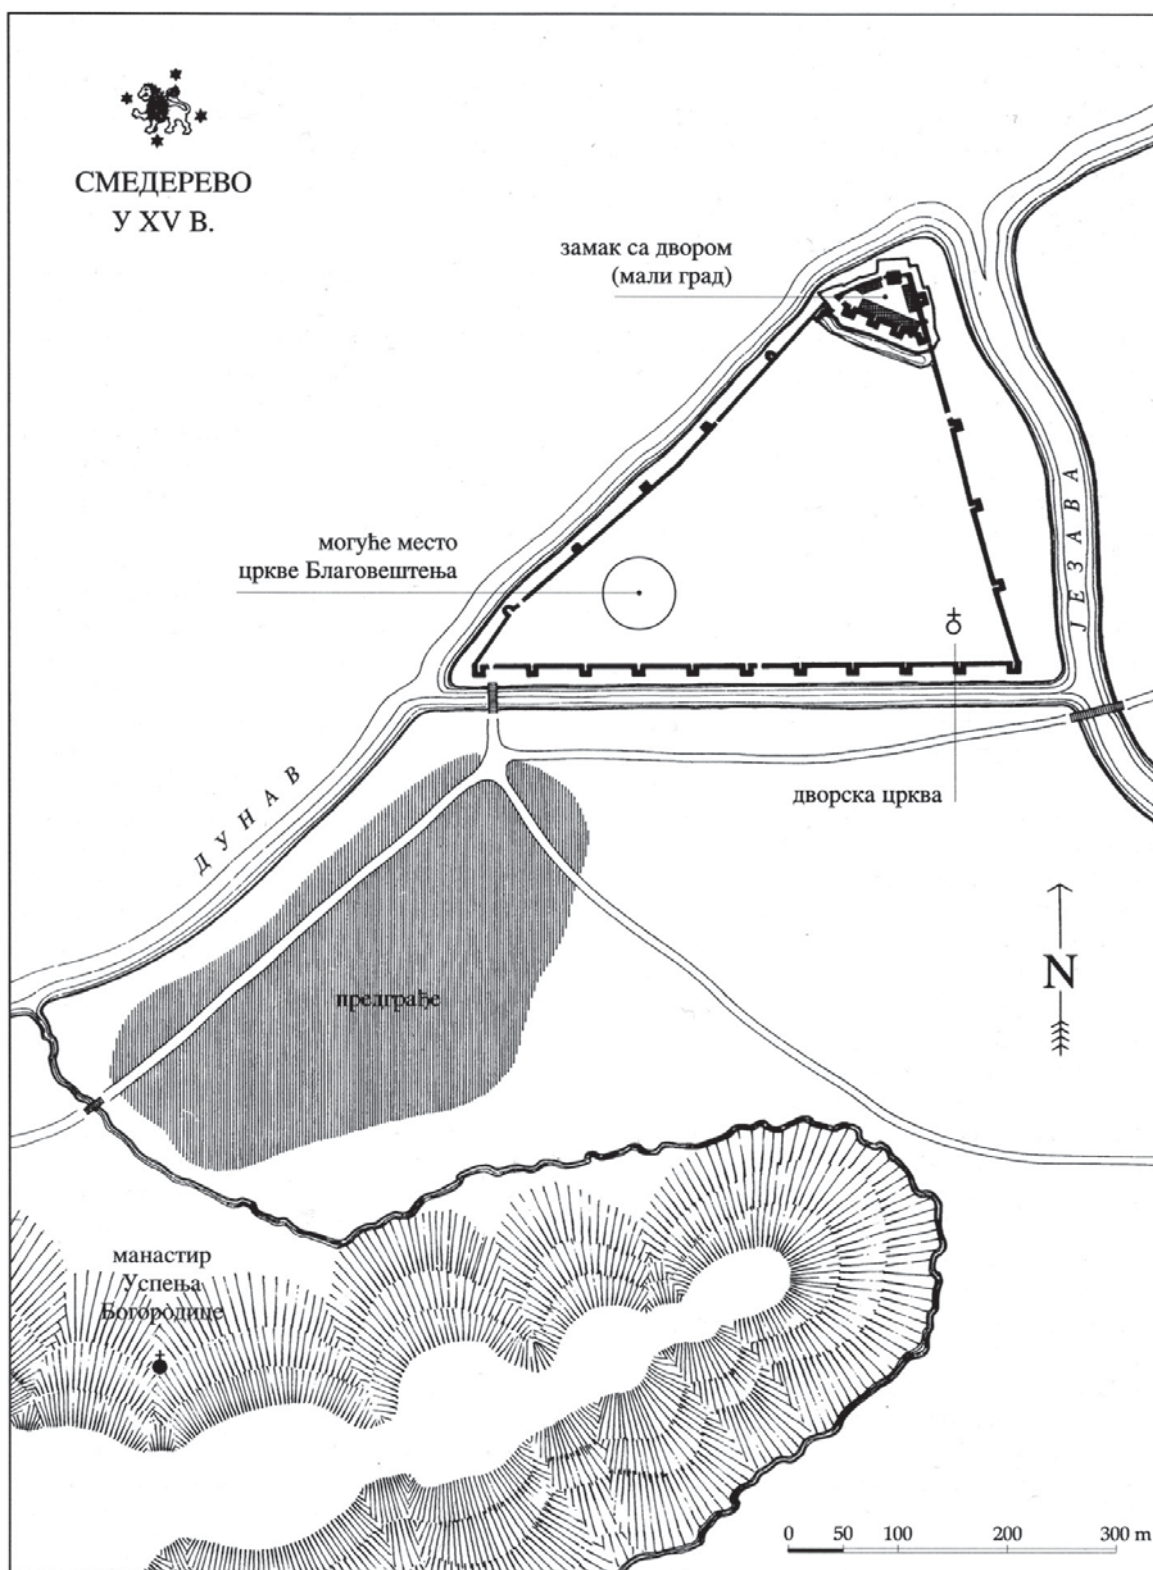 СМЕДЕРЕВО
У XV В.
замак са двором
(мали град)
могуће место
цркве Благовештења
ЈЕЗАВА
дворска црква
ДУНАВ
N
предграђе
манастир
Успења
Богородице
0 50 100 200 300 m